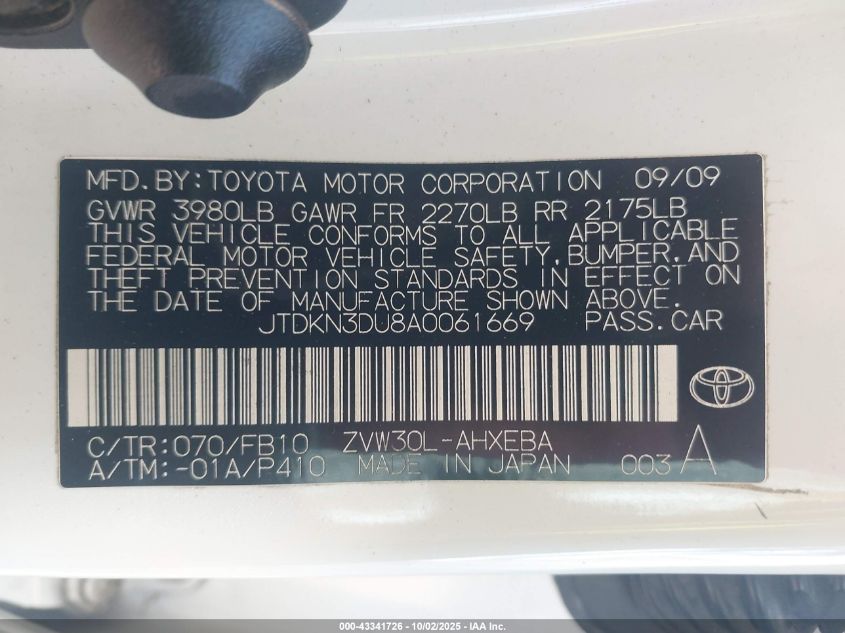 MFD.BY:TOYOTA MOTOR CORPORATION 09/09
GVWR 3980LB GAWR FR 2270LB RR 2175LB
THIS VEHICLE CONFORMS TO ALL APPLICABLE
FEDERAL MOTOR VEHICLE SAFETY,BUMPER,AND
THEFT PREVENTION STANDARDS IN EFFECT ON
THE DATE OF MANUFACTURE SHOWN ABOVE.
JTDKN3DU8A0061669 PASS.CAR
C/TR:070/FB10 ZVW30L-AHXEBA
A/TM:-01A/P410 MADE IN JAPAN 003 A
000-43341726 - 10/02/2025 - IAA Inc.